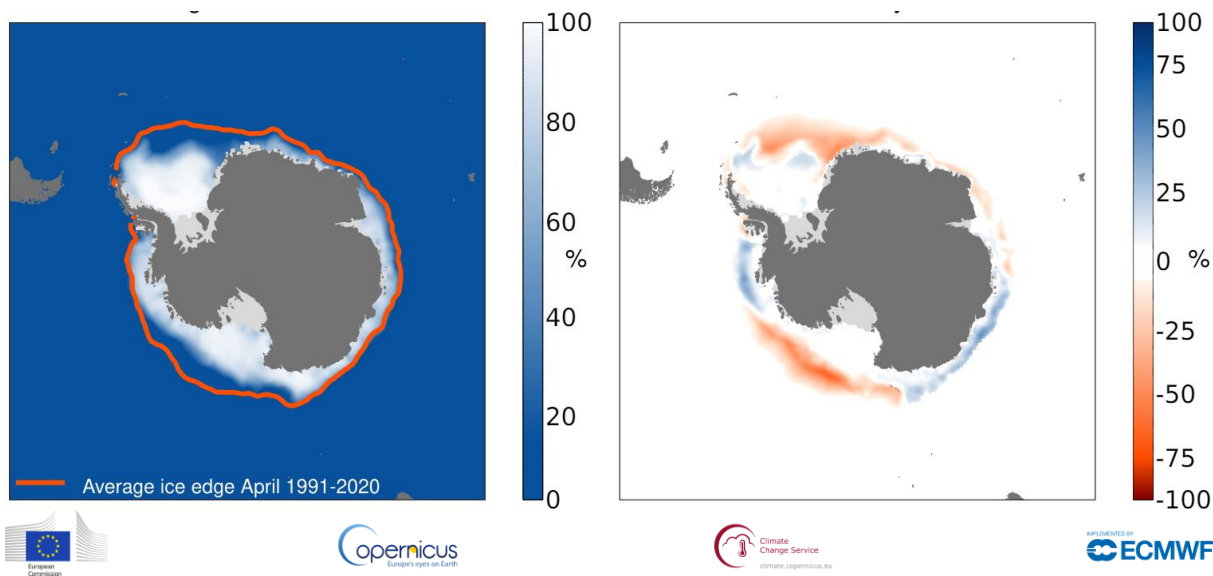 100
80
60
%
40
20
0
Average ice edge April 1991-2020
100
75
50
25
0 %
-25
-50
-75
-100
European
Commission
opernicus
Europe's eyes on Earth
Climate
Change Service
climate.copernicus.eu
IMPLEMENTED BY
ECMWF